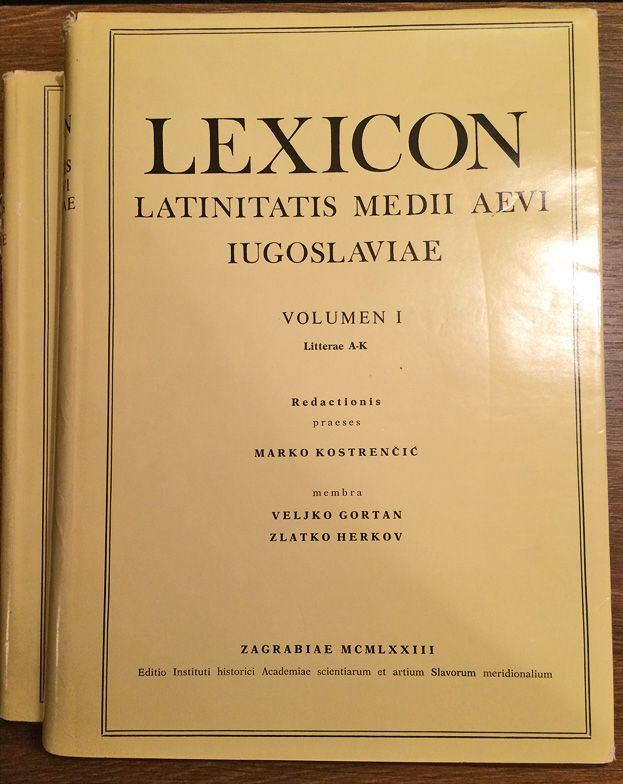 LEXICON
LATINITATIS MEDII AEVI
IUGOSLAVIAE
VOLUMEN I
Litterae A-K
Redactionis
praeses
MARKO KOSTRENČIĆ
membra
VELJKO GORTAN
ZLATKO HERKOV
ZAGRABIAE MCMLXXIII
Editio Instituti historici Academiae scientiarum et artium Slavorum meridionalium